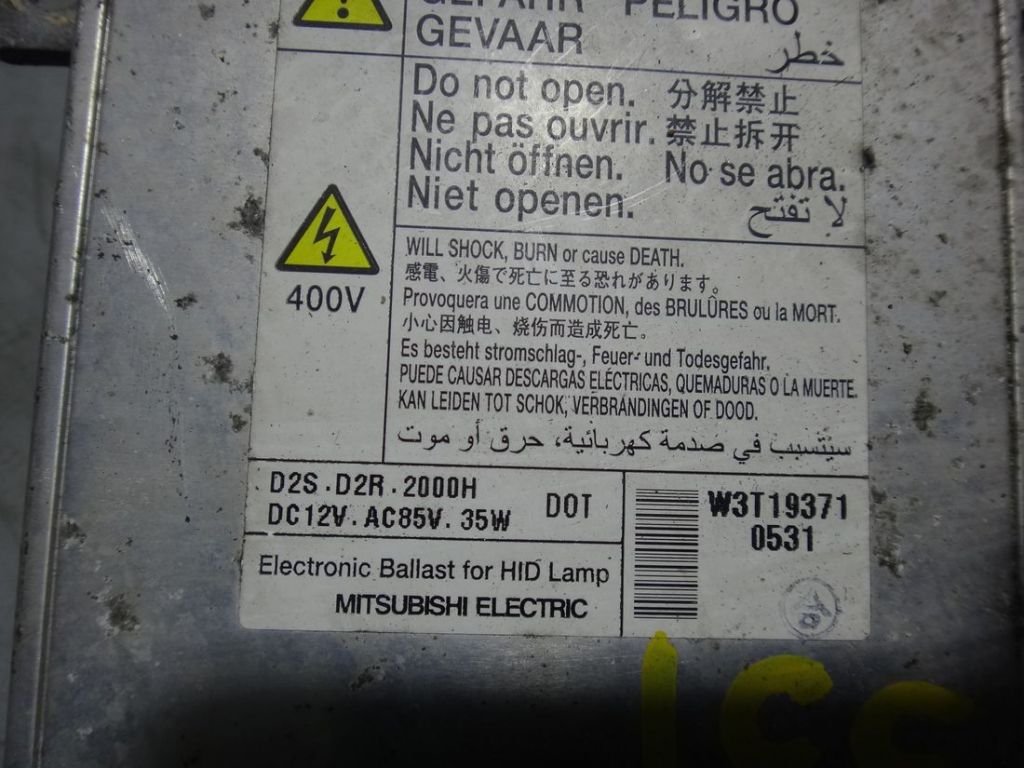 GEFAHR PELIGRO
GEVAAR خطر
Do not open. 分解禁止
Ne pas ouvrir. 禁止拆开
Nicht öffnen. No se abra.
Niet openen. لا تفتح
400V
WILL SHOCK, BURN or cause DEATH.
感電、火傷で死亡に至る恐れがあります。
Provoquera une COMMOTION, des BRULÛRES ou la MORT.
小心因触电、烧伤而造成死亡。
Es besteht stromschlag-, Feuer- und Todesgefahr.
PUEDE CAUSAR DESCARGAS ELÉCTRICAS, QUEMADURAS O LA MUERTE.
KAN LEIDEN TOT SCHOK, VERBRANDINGEN OF DOOD.
سيتسبب في صدمة كهربائية، حرق أو موت
D2S.D2R.2000H DOT
DC12V.AC85V.35W
W3T19371
0531
Electronic Ballast for HID Lamp
MITSUBISHI ELECTRIC